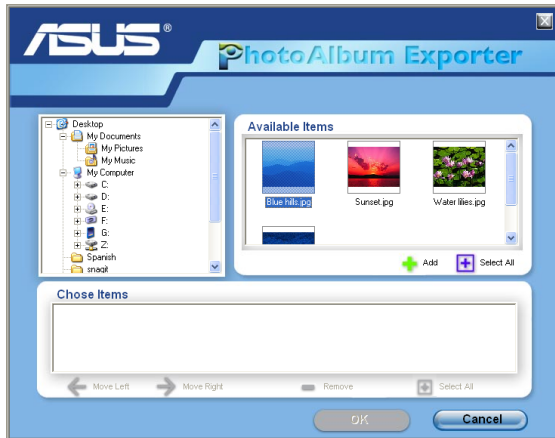 ASUS®
PhotoAlbum Exporter
Desktop
My Documents
My Pictures
My Music
My Computer
C:
D:
E:
F:
G:
Z:
Spanish
snagit
Available Items
Blue hills.jpg
Sunset.jpg
Water lilies.jpg
Add
Select All
Chose Items
Move Left
Move Right
Remove
Select All
OK
Cancel